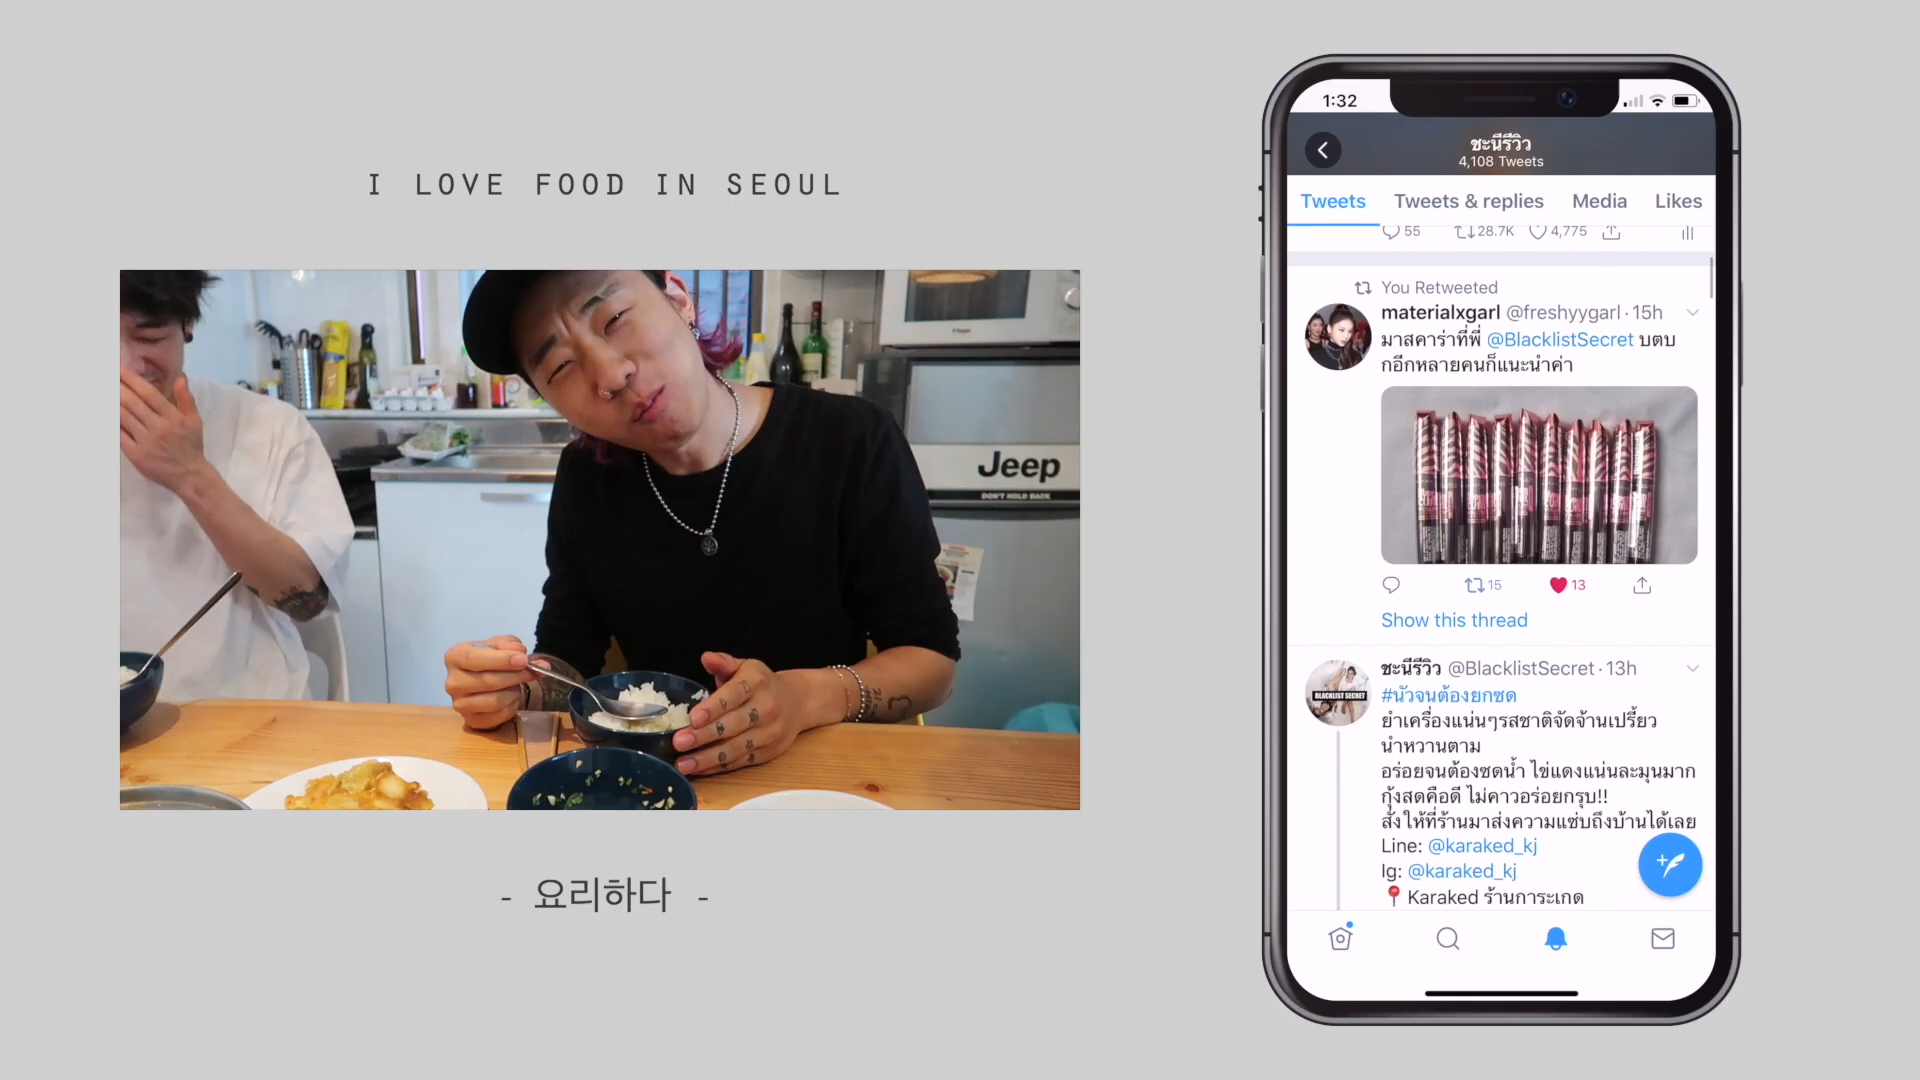 I LOVE FOOD IN SEOUL
Jeep
DON'T HOLD BACK
- 요리하다 -
1:32
ชะนีรีวิว
4,108 Tweets
Tweets Tweets & replies Media Likes
55 28.7K 4,775
You Retweeted
materialxgarl @freshyygarl · 15h
มาสคาร่าที่พี่ @BlacklistSecret บตบ
กอีกหลายคนก็แนะนำค่า
15 13
Show this thread
BLACKLIST SECRET
ชะนีรีวิว @BlacklistSecret · 13h
#นัวจนต้องยกซด
ยำเครื่องแน่นๆรสชาติจัดจ้านเปรี้ยว
นำหวานตาม
อร่อยจนต้องซดน้ำ ไข่แดงแน่นละมุนมาก
กุ้งสดคือดี ไม่คาวอร่อยกรุบ!!
สั่งให้ที่ร้านมาส่งความแซ่บถึงบ้านได้เลย
Line: @karaked_kj
Ig: @karaked_kj
📍 Karaked ร้านการะเกด